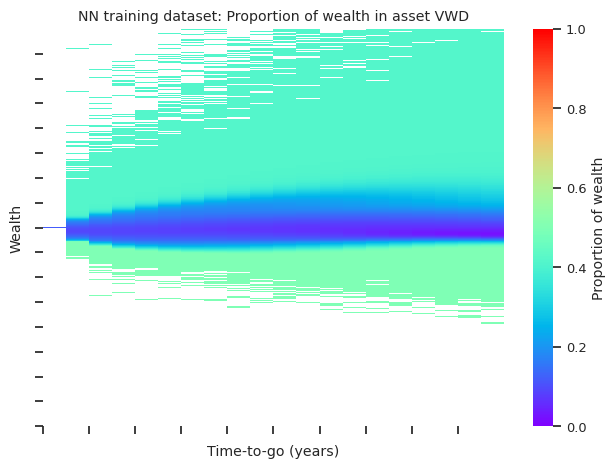 NN training dataset: Proportion of wealth in asset VWD
1.0
0.8
0.6
0.4
0.2
0.0
Proportion of wealth
Wealth
Time-to-go (years)